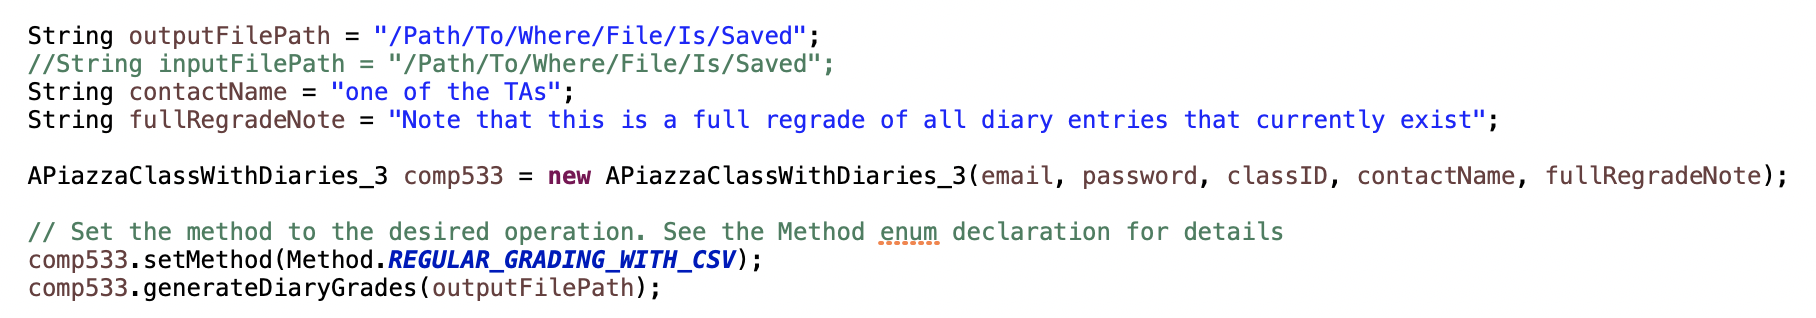 String outputFilePath = "/Path/To/Where/File/Is/Saved";
//String inputFilePath = "/Path/To/Where/File/Is/Saved";
String contactName = "one of the TAs";
String fullRegradeNote = "Note that this is a full regrade of all diary entries that currently exist";
APiazzaClassWithDiaries_3 comp533 = new APiazzaClassWithDiaries_3(email, password, classID, contactName, fullRegradeNote);
// Set the method to the desired operation. See the Method enum declaration for details
comp533.setMethod(Method.REGULAR_GRADING_WITH_CSV);
comp533.generateDiaryGrades(outputFilePath);